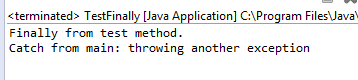 <terminated> TestFinally [Java Application] C:\Program Files\Java\
Finally from test method.
Catch from main: throwing another exception